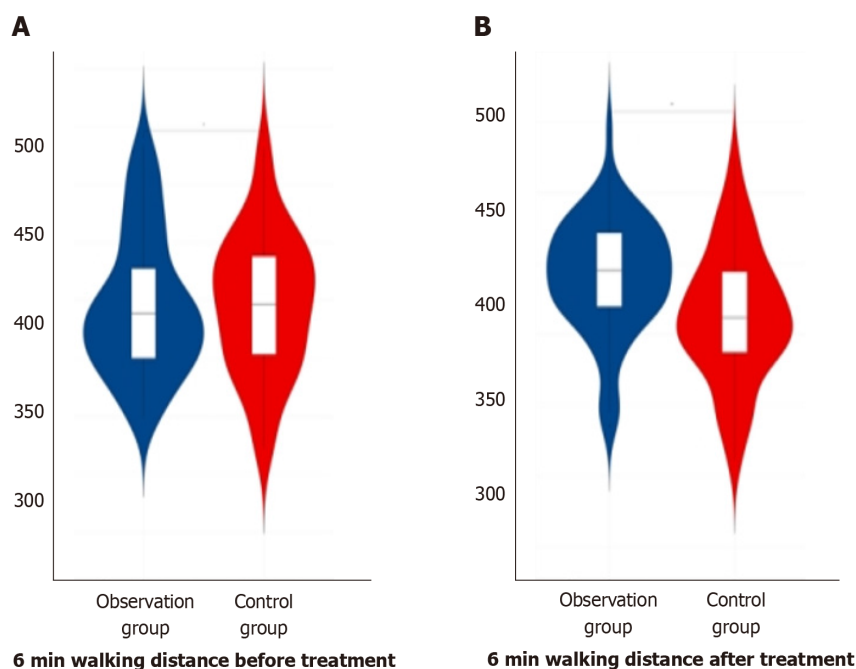 A
500
450
400
350
300
Observation
group
Control
group
6 min walking distance before treatment
B
500
450
400
350
300
Observation
group
Control
group
6 min walking distance after treatment